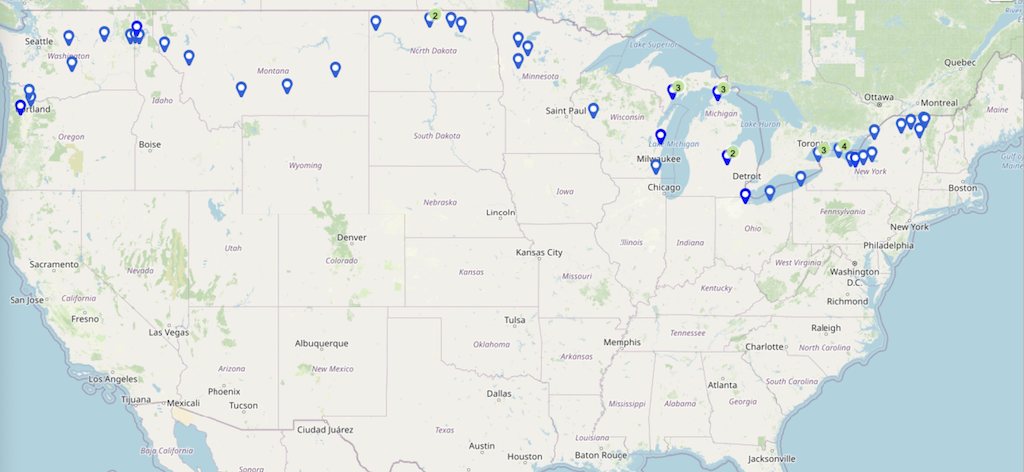 Quebec
Ottawa
Montreal
Maine
Seattle
Washington
2
North Dakota
Lake Superior
Montana
Minnesota
Saint Paul
Wisconsin
3
3
Michigan
Lake Huron
Idaho
Oregon
Boise
South Dakota
Lake Michigan
Milwaukee
2
3
4
New York
Wyoming
Detroit
Chicago
Boston
Iowa
Nebraska
Lincoln
Ohio
Pennsylvania
New York
Philadelphia
Denver
Utah
Colorado
Nevada
Illinois
Indiana
Kansas City
Kansas
Missouri
West Virginia
Washington
D.C.
Sacramento
California
San Jose
Kentucky
Richmond
Fresno
Las Vegas
Tulsa
Raleigh
Albuquerque
Oklahoma
Memphis
Tennessee
Charlotte
North Carolina
Arkansas
Los Angeles
Arizona
New Mexico
Phoenix
Tucson
Tijuana
Mexicali
Dallas
Mississippi
Alabama
Atlanta
Georgia
South Carolina
Ciudad Juárez
Texas
Louisiana
Austin
Houston
Baton Rouge
Jacksonville
Baja California
Sonora